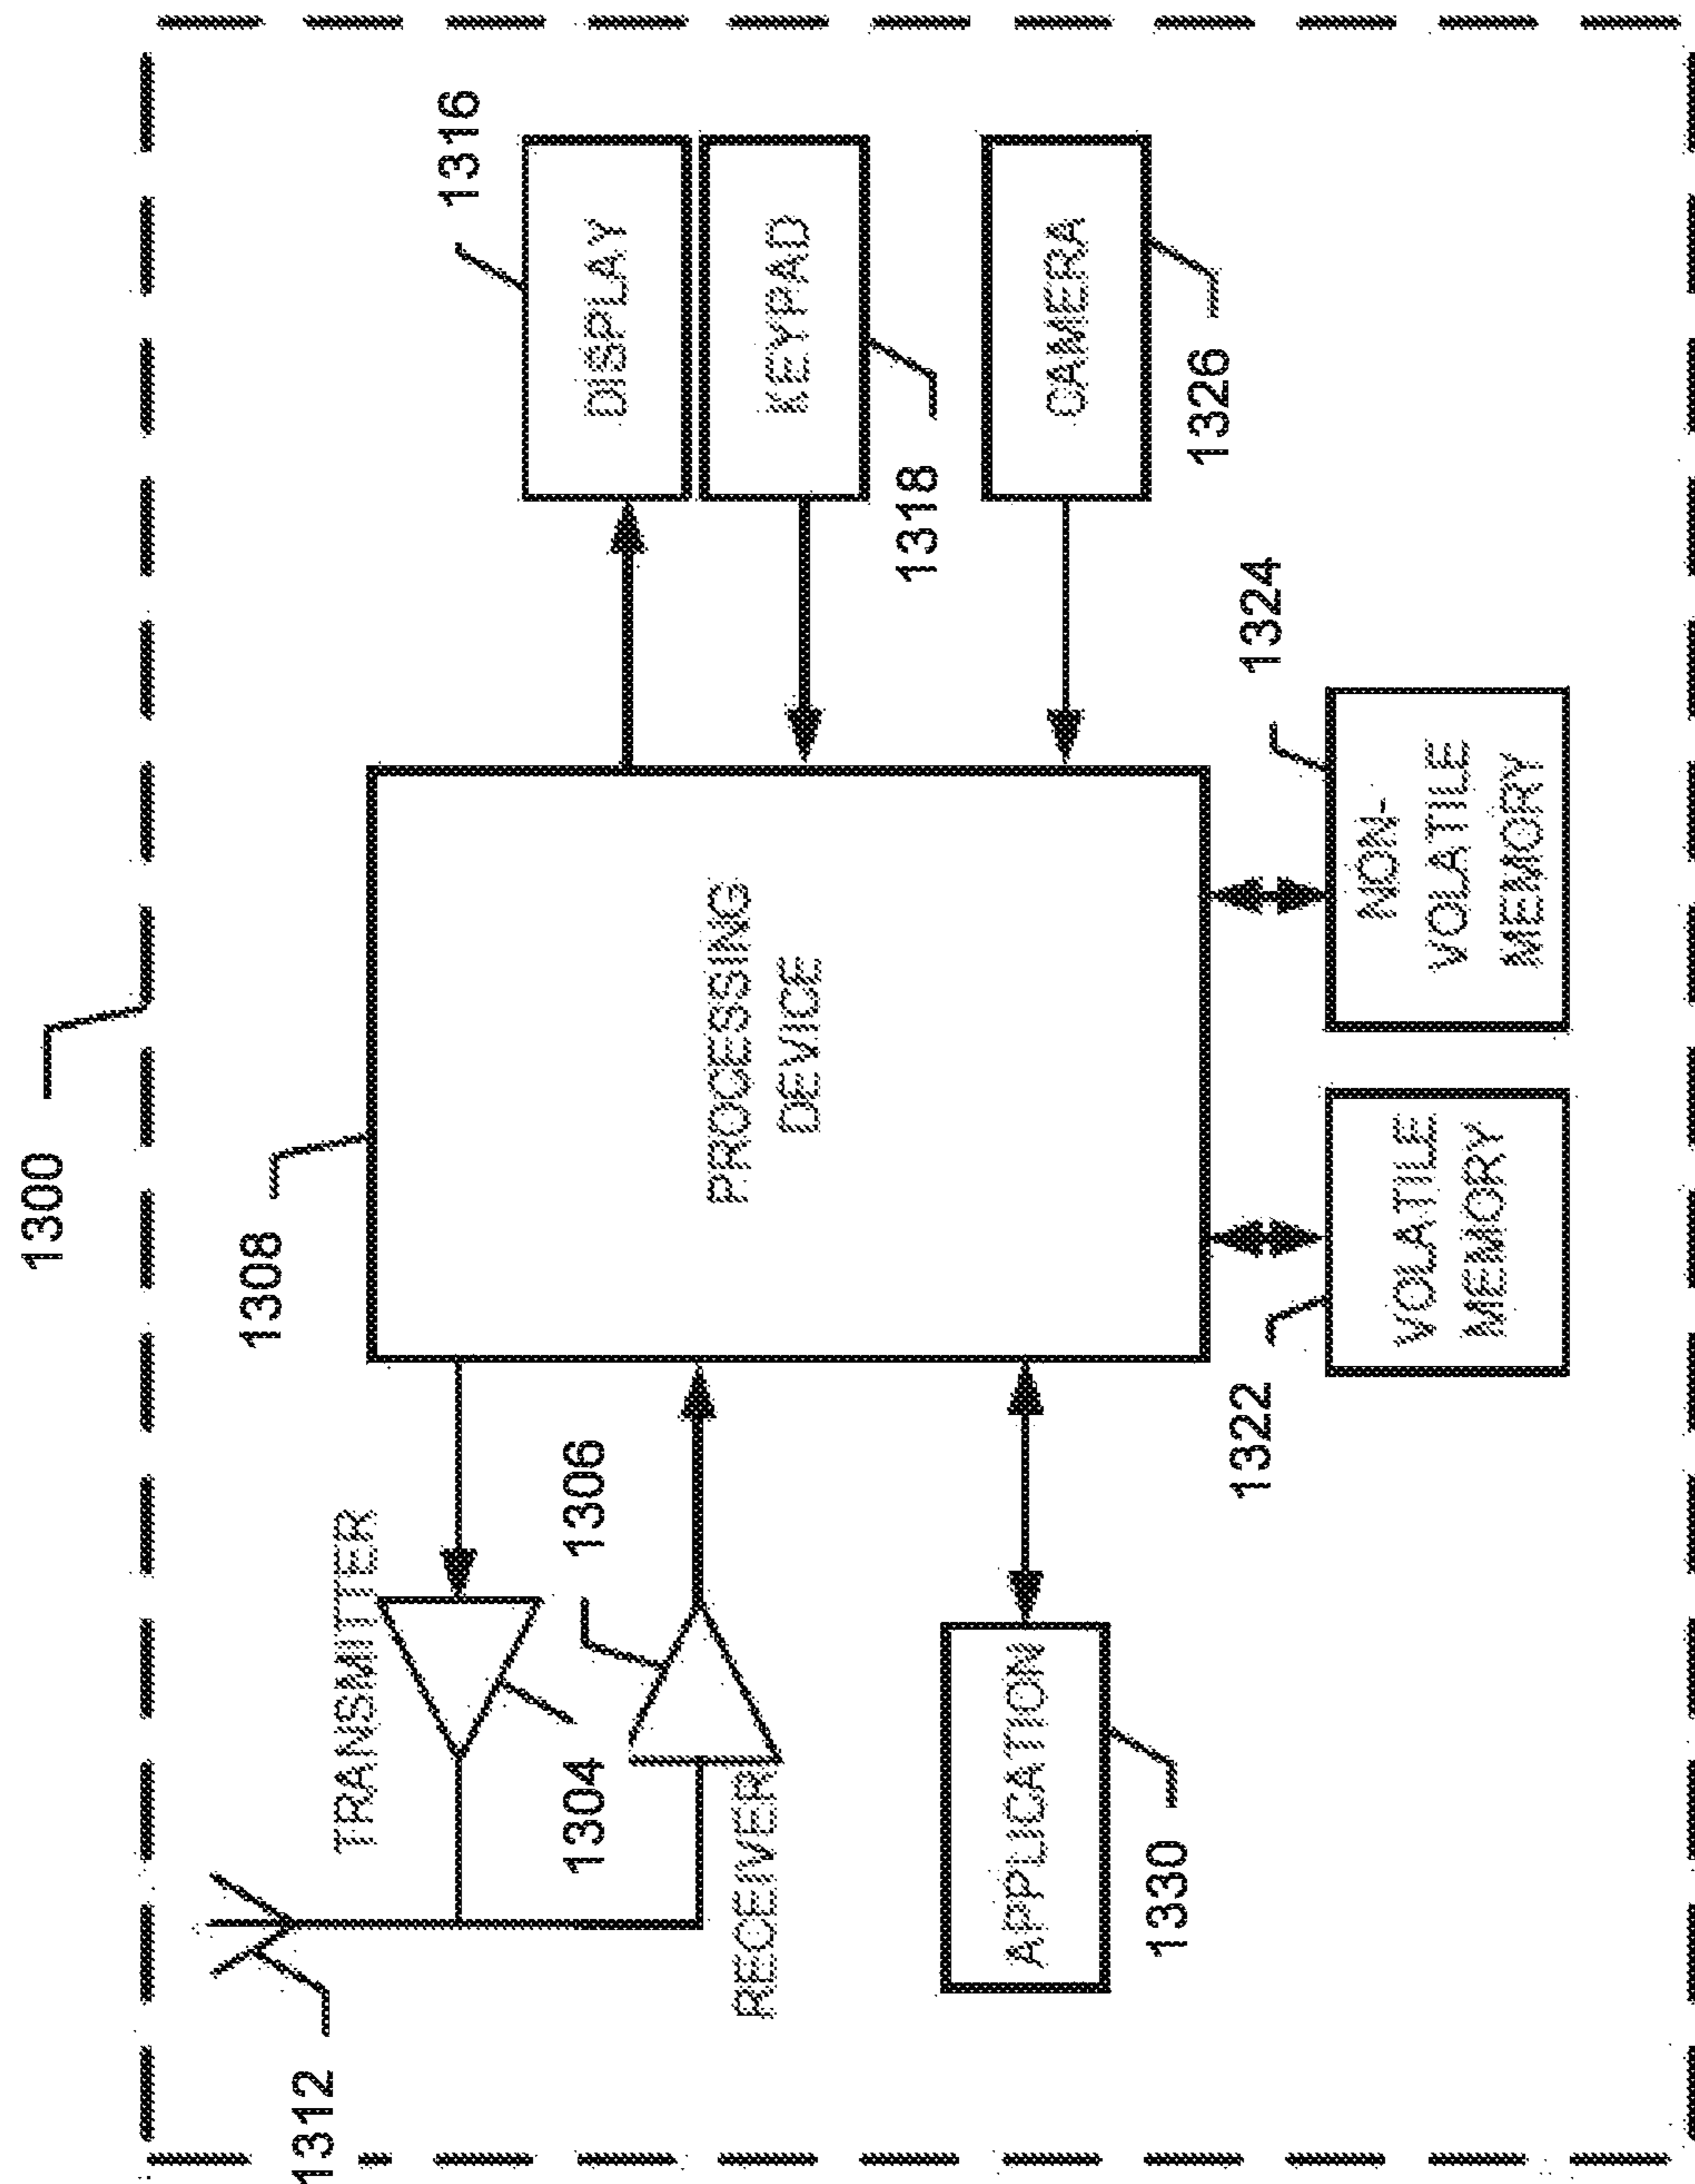 1300
1308
1312
TRANSMITTER
1304
1306
RECEIVER
PROCESSING
DEVICE
1316
DISPLAY
KEYPAD
1318
CAMERA
1326
APPLICATION
1330
1322
VOLATILE
MEMORY
1324
NON-
VOLATILE
MEMORY